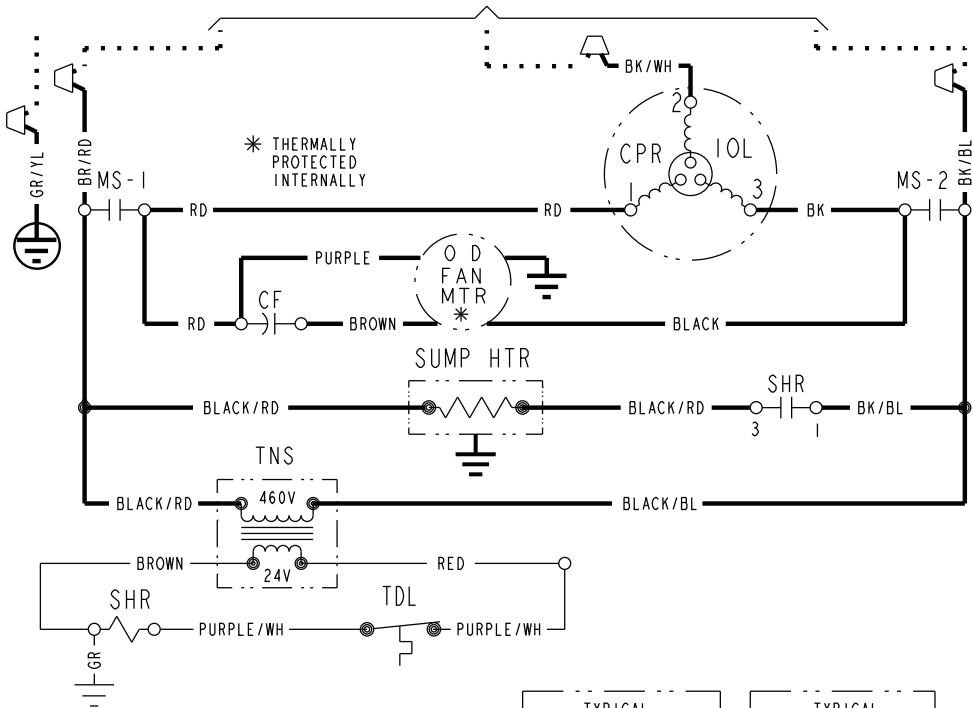 BK/WH
2
GR/YL
BR/RD
* THERMALLY
PROTECTED
INTERNALLY
CPR
IOL
BK/BL
MS-1
MS-2
1
3
RD
RD
BK
PURPLE
O D
FAN
MTR
*
CF
RD
BROWN
BLACK
SUMP HTR
SHR
BLACK/RD
BLACK/RD
BK/BL
3
1
TNS
460V
BLACK/RD
BLACK/BL
BROWN
RED
24V
SHR
TDL
PURPLE/WH
PURPLE/WH
GR
TYPICAL
TYPICAL